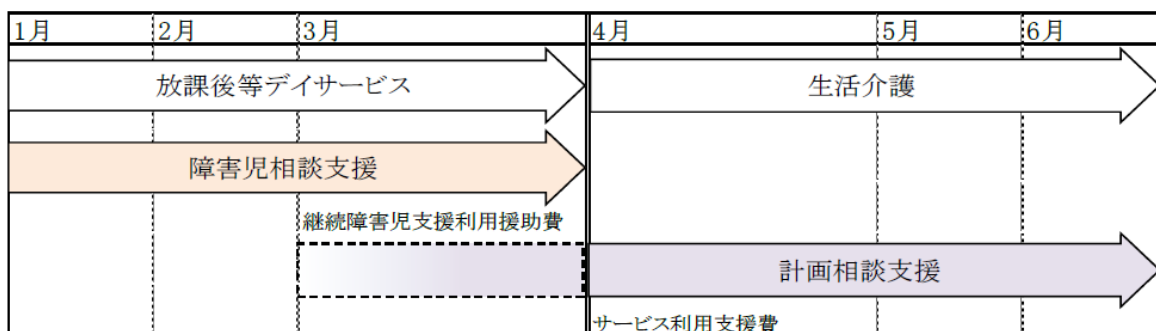 1月 2月 3月 4月 5月 6月
放課後等デイサービス 生活介護
障害児相談支援
継続障害児支援利用援助費
計画相談支援
サービス利用支援費